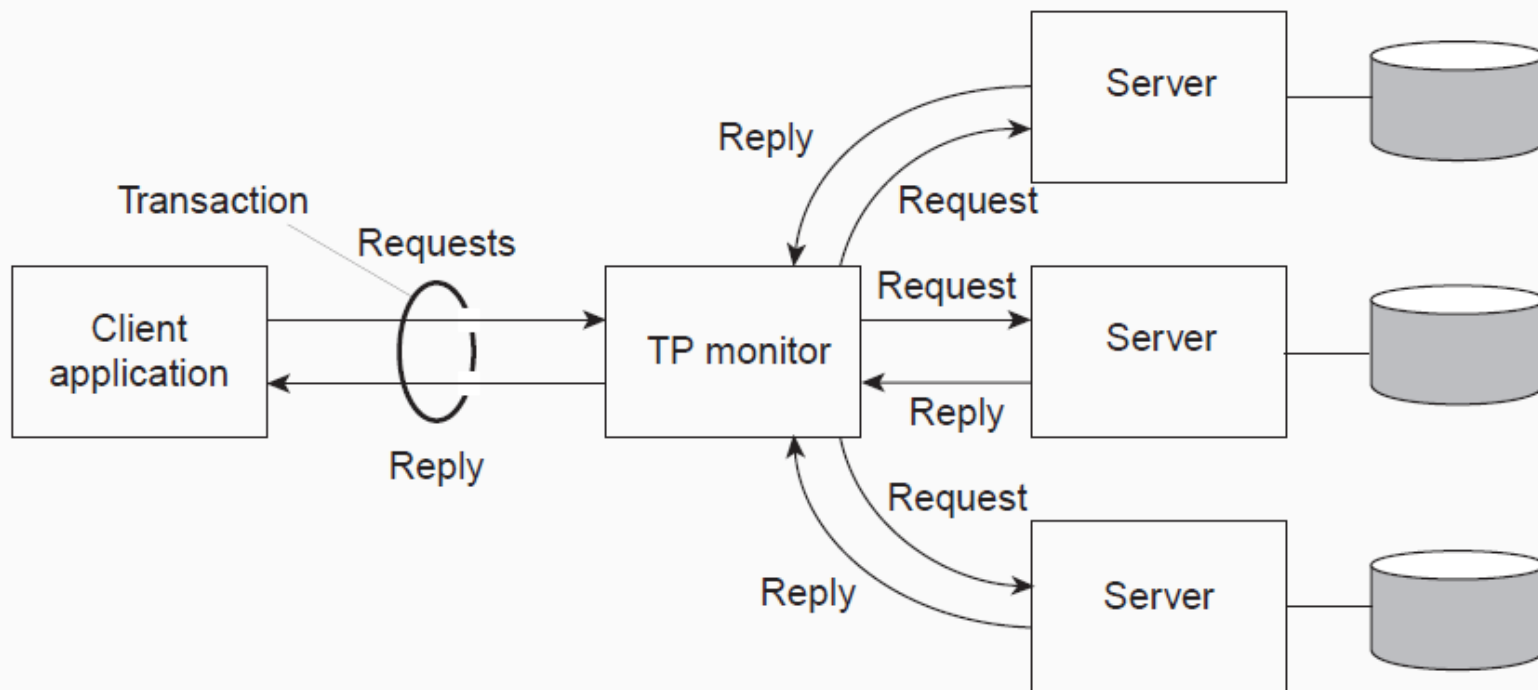 Server
Reply
Transaction
Request
Requests
Client
application
TP monitor
Request
Server
Reply
Reply
Request
Reply
Server